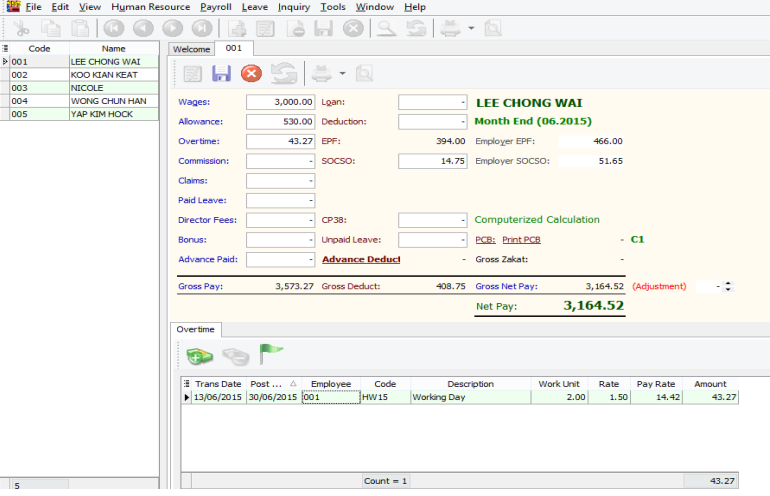 File Edit View Human Resource Payroll Leave Inquiry Tools Window Help
Code Name
001 LEE CHONG WAI
002 KOO KIAN KEAT
003 NICOLE
004 WONG CHUN HAN
005 YAP KIM HOCK
5
Welcome 001
Wages: 3,000.00 Loan: - LEE CHONG WAI
Allowance: 530.00 Deduction: - Month End (06.2015)
Overtime: 43.27 EPF: 394.00 Employer EPF: 466.00
Commission: - SOCSO: 14.75 Employer SOCSO: 51.65
Claims: -
Paid Leave: -
Director Fees: - CP38: - Computerized Calculation
Bonus: - Unpaid Leave: - PCB: Print PCB - C1
Advance Paid: - Advance Deduct - Gross Zakat: -
Gross Pay: 3,573.27 Gross Deduct: 408.75 Gross Net Pay: 3,164.52 (Adjustment) -
Net Pay: 3,164.52
Overtime
Trans Date Post ... Employee Code Description Work Unit Rate Pay Rate Amount
13/06/2015 30/06/2015 001 HW15 Working Day 2.00 1.50 14.42 43.27
Count = 1 43.27